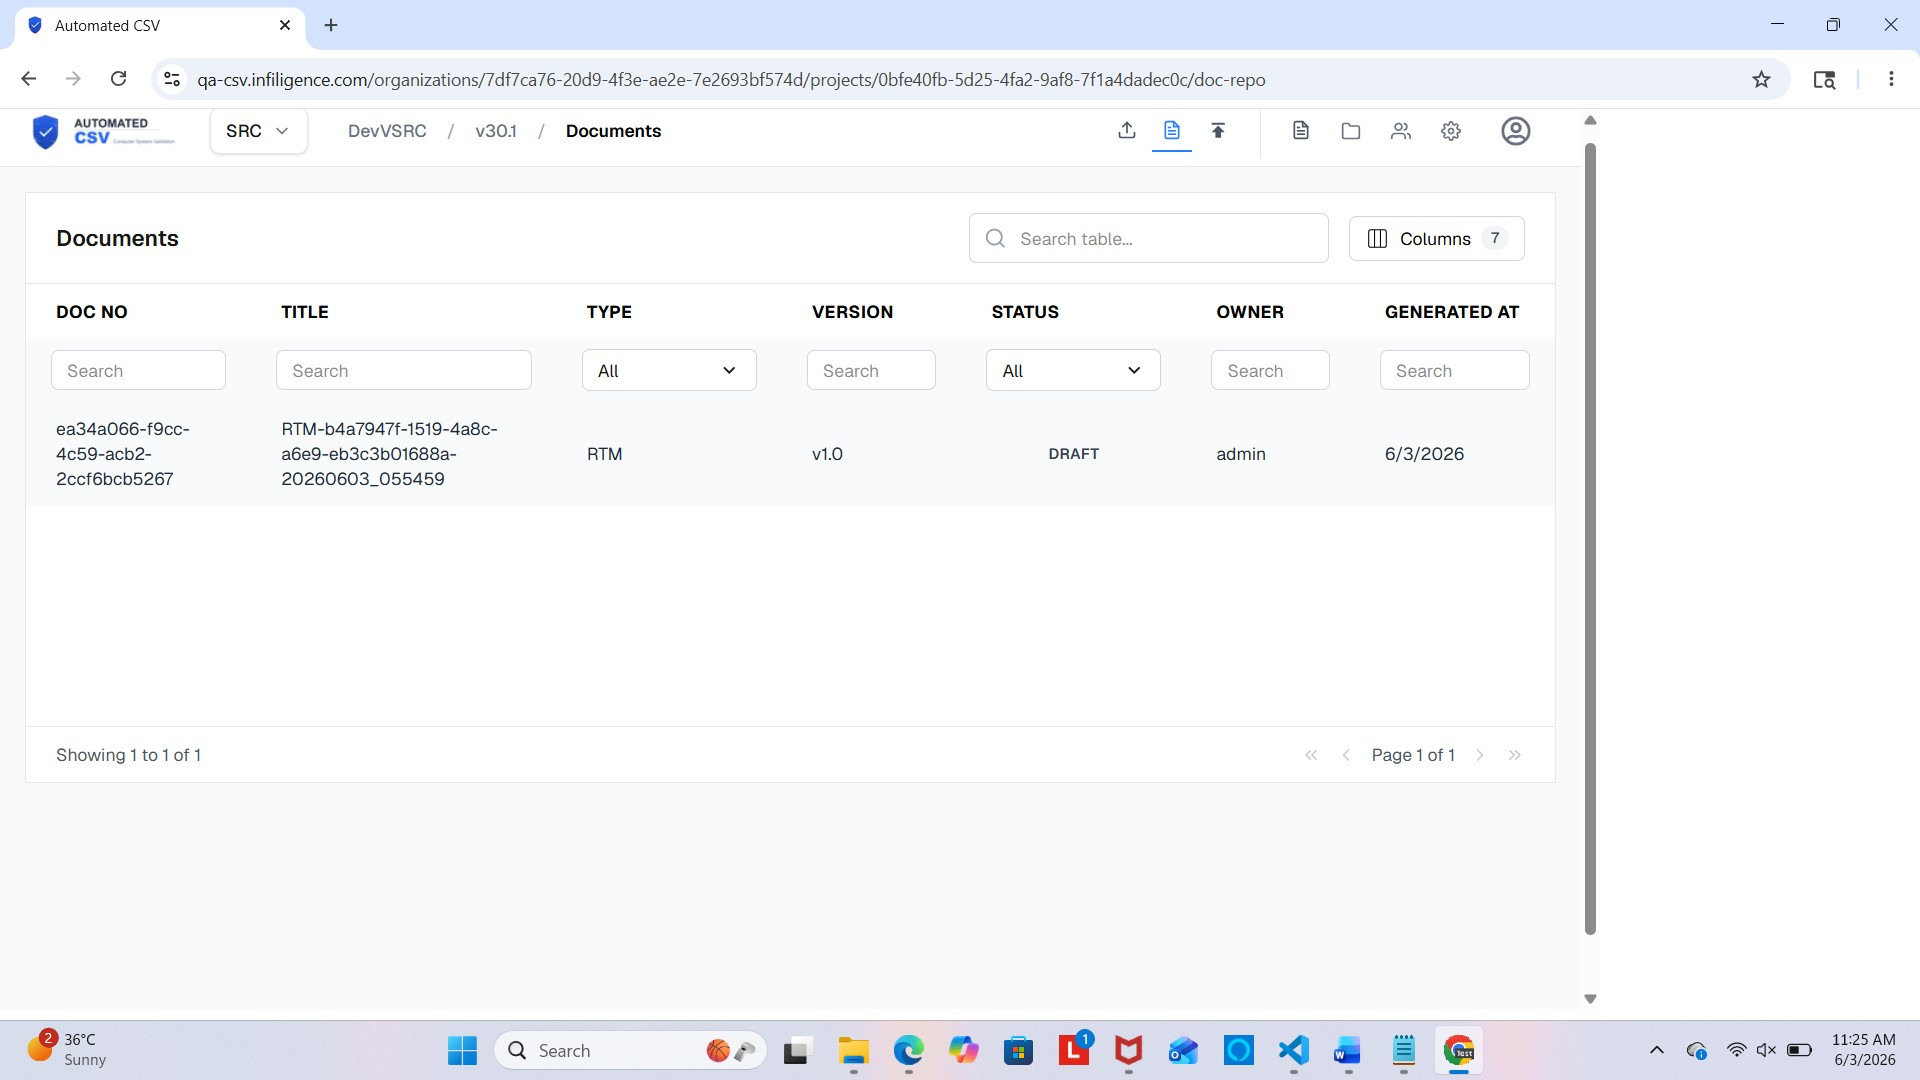 Automated CSV
qa-csv.infiligence.com/organizations/7df7ca76-20d9-4f3e-ae2e-7e2693bf574d/projects/0bfe40fb-5d25-4fa2-9af8-7f1a4dadec0c/doc-repo
AUTOMATED
CSV Computer System Validation
SRC
DevVSRC / v30.1 / Documents
Documents
Search table...
Columns 7
DOC NO TITLE TYPE VERSION STATUS OWNER GENERATED AT
Search Search All Search All Search Search
ea34a066-f9cc-
4c59-acb2-
2ccf6bcb5267
RTM-b4a7947f-1519-4a8c-
a6e9-eb3c3b01688a-
20260603_055459
RTM v1.0 DRAFT admin 6/3/2026
Showing 1 to 1 of 1
Page 1 of 1
2
36°C
Sunny
Search
L
1
W
Test
11:25 AM
6/3/2026